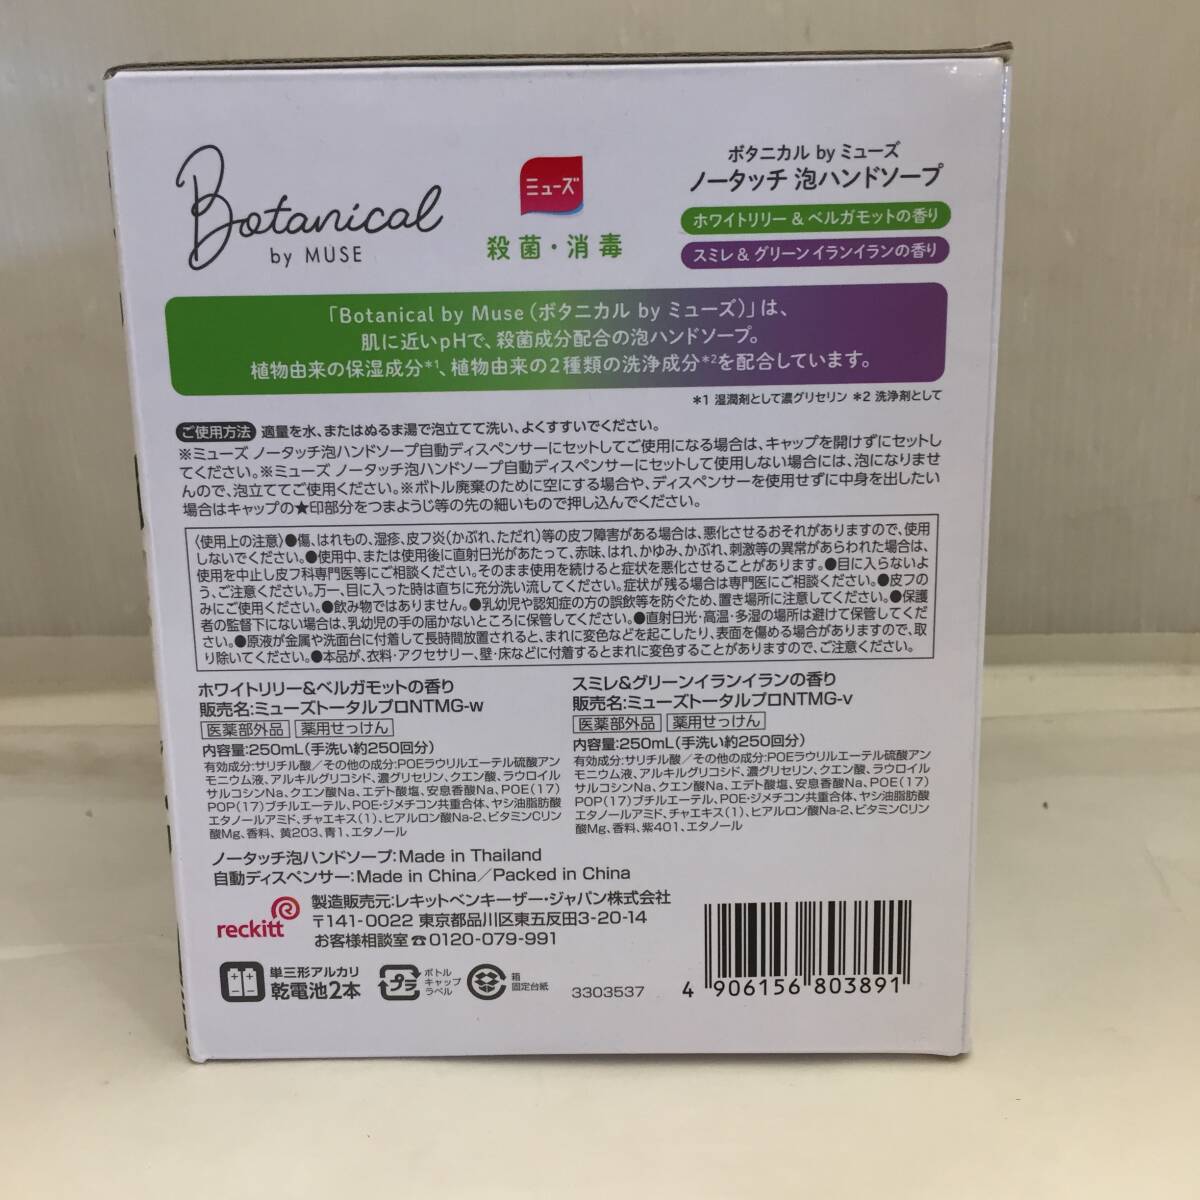 Botanical
by MUSE
ミューズ
殺菌・消毒
ボタニカル by ミューズ
ノータッチ 泡ハンドソープ
ホワイトリリー & ベルガモットの香り
スミレ & グリーン イランイランの香り
「Botanical by Muse（ボタニカル by ミューズ）」は、
肌に近いpHで、殺菌成分配合の泡ハンドソープ。
植物由来の保湿成分*1、植物由来の2種類の洗浄成分*2を配合しています。
*1 湿潤剤として濃グリセリン *2 洗浄剤として
ご使用方法 適量を水、またはぬるま湯で泡立てて洗い、よくすすいでください。
※ミューズ ノータッチ泡ハンドソープ自動ディスペンサーにセットしてご使用になる場合は、キャップを開けずにセットし
てください。※ミューズ ノータッチ泡ハンドソープ自動ディスペンサーにセットして使用しない場合には、泡になりませ
んので、泡立ててご使用ください。※ボトル廃棄のために空にする場合や、ディスペンサーを使用せずに中身を出したい
場合はキャップの★印部分をつまようじ等の先の細いもので押し込んでください。
〈使用上の注意〉●傷、はれもの、湿疹、皮フ炎(かぶれ、ただれ)等の皮フ障害がある場合は、悪化させるおそれがありますので、使用
しないでください。●使用中、または使用後に直射日光があたって、赤味、はれ、かゆみ、かぶれ、刺激等の異常があらわれた場合は、
使用を中止し皮フ科専門医等にご相談ください。そのまま使用を続けると症状を悪化させることがあります。●目に入らないよ
う、ご注意ください。万一、目に入った時は直ちに充分洗い流してください。症状が残る場合は専門医にご相談ください。●皮フの
みにご使用ください。●飲み物ではありません。●乳幼児や認知症の方の誤飲等を防ぐため、置き場所に注意してください。●保護
者の監督下にない場合は、乳幼児の手の届かないところに保管してください。●直射日光・高温・多湿の場所は避けて保管してくだ
さい。●原液が金属や洗面台に付着して長時間放置されると、まれに変色などを起こしたり、表面を傷める場合がありますので、取
り除いてください。●本品が、衣料・アクセサリー、壁・床などに付着するとまれに変色することがありますので、ご注意ください。
ホワイトリリー&ベルガモットの香り
販売名:ミューズトータルプロNTMG-w
医薬部外品 薬用せっけん
内容量:250mL(手洗い約250回分)
有効成分:サリチル酸／その他の成分:POEラウリルエーテル硫酸アン
モニウム液、アルキルグリコシド、濃グリセリン、クエン酸、ラウロイル
サルコシンNa、クエン酸Na、エデト酸塩、安息香酸Na、POE(17)
POP(17)ブチルエーテル、POE・ジメチコン共重合体、ヤシ油脂肪酸
エタノールアミド、チャエキス(1)、ヒアルロン酸Na-2、ビタミンCリン
酸Mg、香料、黄203、青1、エタノール
スミレ&グリーンイランイランの香り
販売名:ミューズトータルプロNTMG-v
医薬部外品 薬用せっけん
内容量:250mL(手洗い約250回分)
有効成分:サリチル酸／その他の成分:POEラウリルエーテル硫酸アン
モニウム液、アルキルグリコシド、濃グリセリン、クエン酸、ラウロイル
サルコシンNa、クエン酸Na、エデト酸塩、安息香酸Na、POE(17)
POP(17)ブチルエーテル、POE・ジメチコン共重合体、ヤシ油脂肪酸
エタノールアミド、チャエキス(1)、ヒアルロン酸Na-2、ビタミンCリン
酸Mg、香料、紫401、エタノール
ノータッチ泡ハンドソープ:Made in Thailand
自動ディスペンサー:Made in China／Packed in China
reckitt
製造販売元:レキットベンキーザー・ジャパン株式会社
〒141-0022 東京都品川区東五反田3-20-14
お客様相談室☎0120-079-991
単三形アルカリ
乾電池2本
プラ
ボトル
キャップ
ラベル
箱
固定台紙
3303537
4 906156 803891